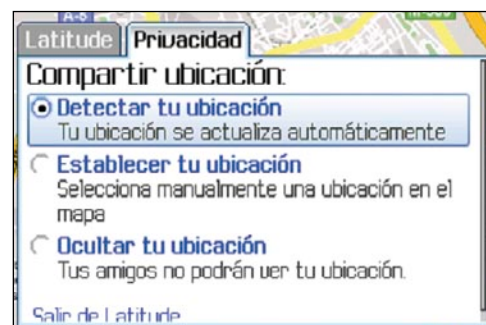 A-6
Latitude Privacidad
Compartir ubicación:
Detectar tu ubicación
Tu ubicación se actualiza automáticamente
Establecer tu ubicación
Selecciona manualmente una ubicación en el
mapa
Ocultar tu ubicación
Tus amigos no podrán ver tu ubicación.
Salir de Latitude